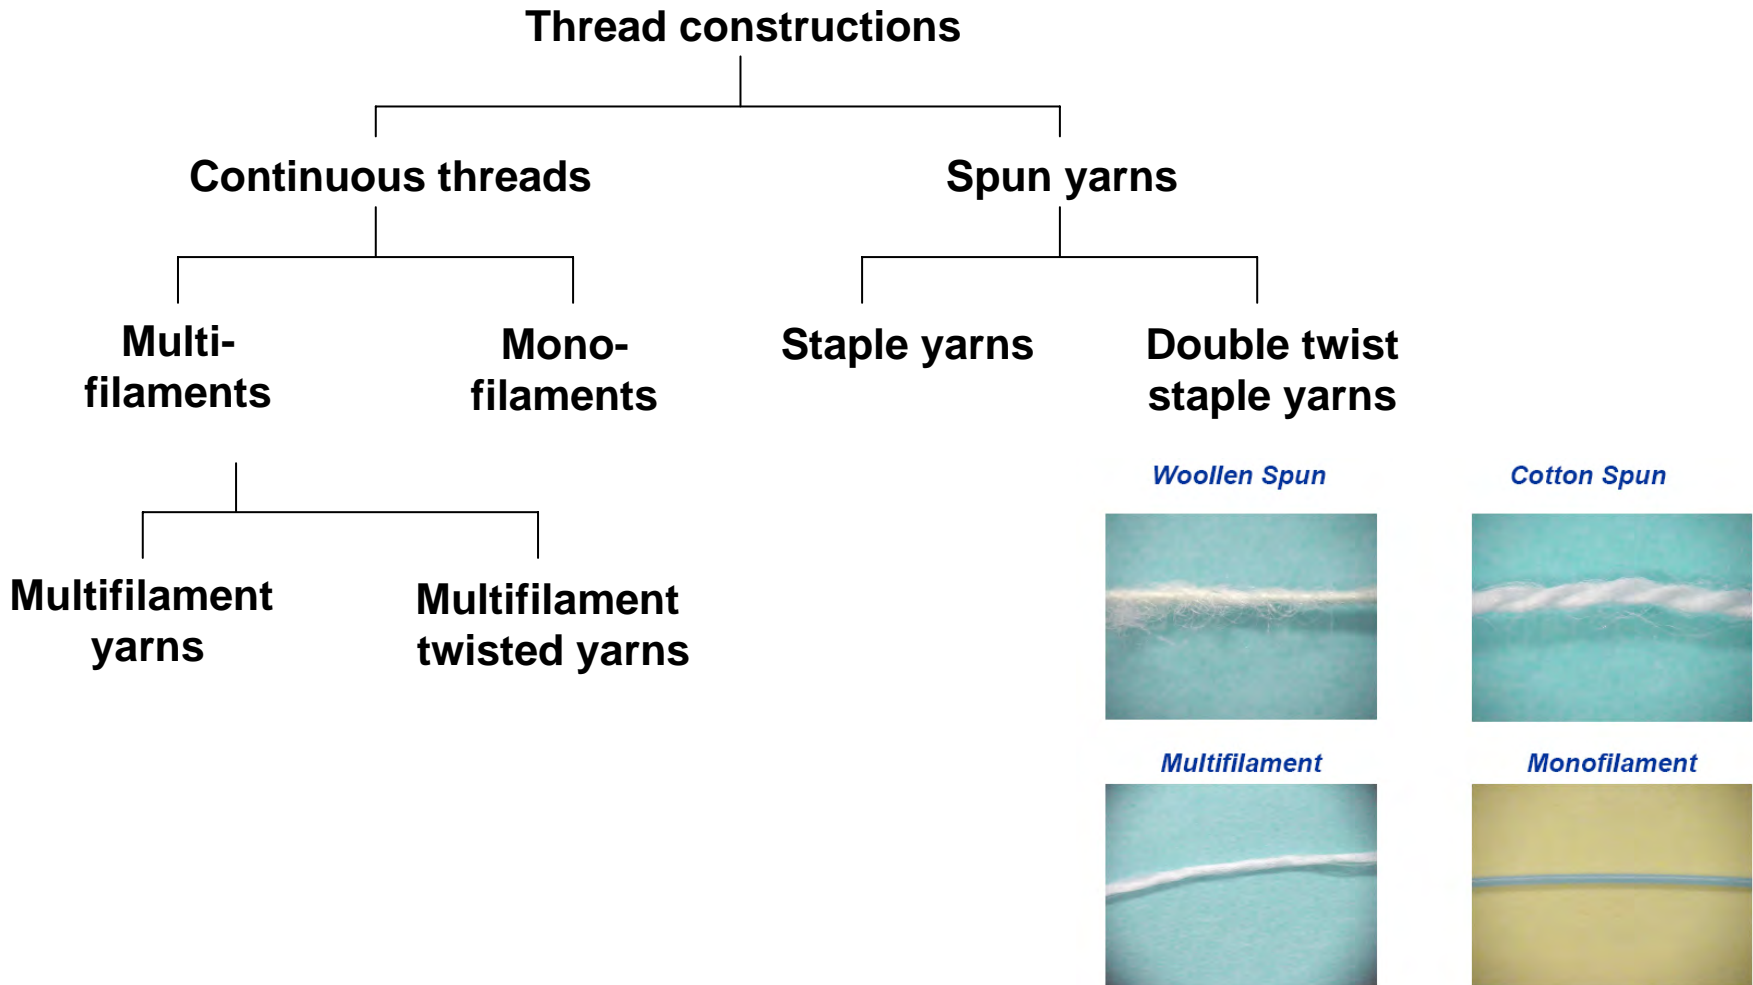 Thread constructions
Continuous threads
Spun yarns
Multi-
filaments
Mono-
filaments
Staple yarns
Double twist
staple yarns
Multifilament
yarns
Multifilament
twisted yarns
Woollen Spun
Cotton Spun
Multifilament
Monofilament